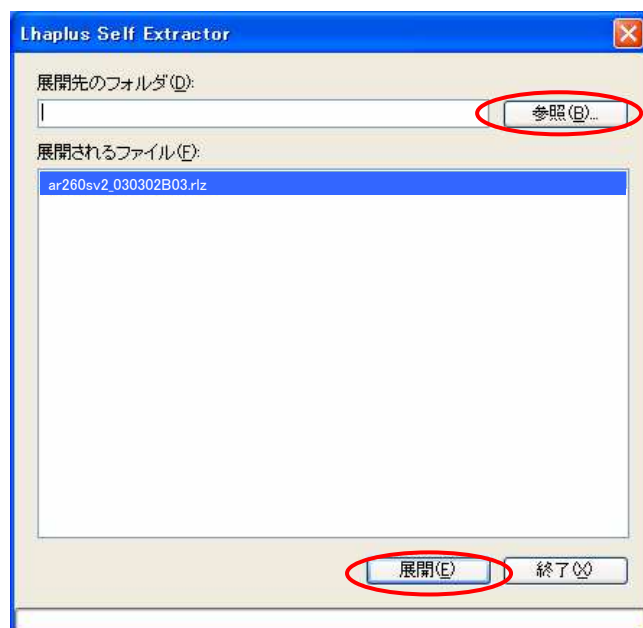 Lhaplus Self Extractor
展開先のフォルダ(D):
参照(B)...
展開されるファイル(F):
ar260sv2_030302B03.rlz
展開(E)
終了(X)